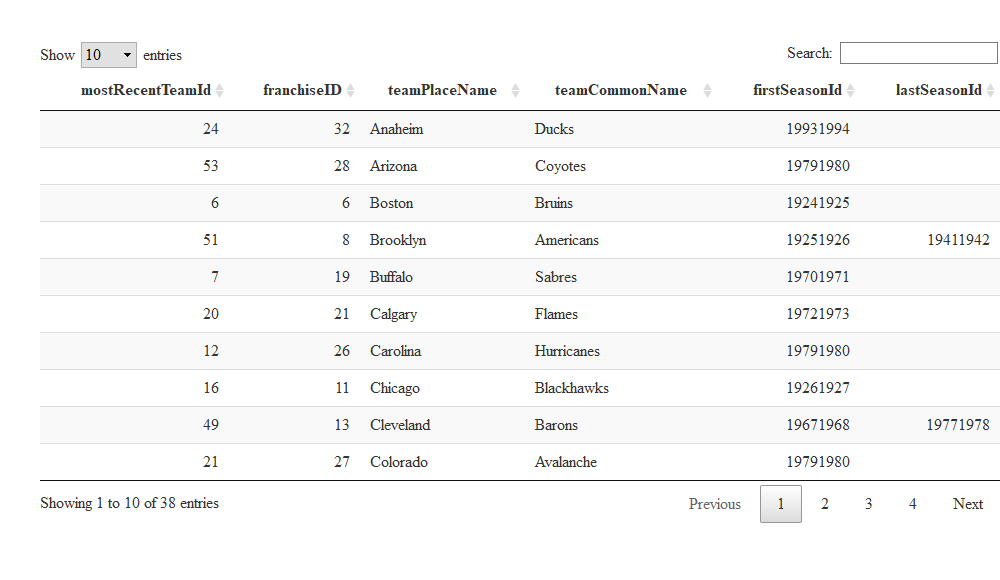 Show 10 entries Search:
mostRecentTeamId franchiseID teamPlaceName teamCommonName firstSeasonId lastSeasonId
24 32 Anaheim Ducks 19931994
53 28 Arizona Coyotes 19791980
6 6 Boston Bruins 19241925
51 8 Brooklyn Americans 19251926 19411942
7 19 Buffalo Sabres 19701971
20 21 Calgary Flames 19721973
12 26 Carolina Hurricanes 19791980
16 11 Chicago Blackhawks 19261927
49 13 Cleveland Barons 19671968 19771978
21 27 Colorado Avalanche 19791980
Showing 1 to 10 of 38 entries Previous 1 2 3 4 Next